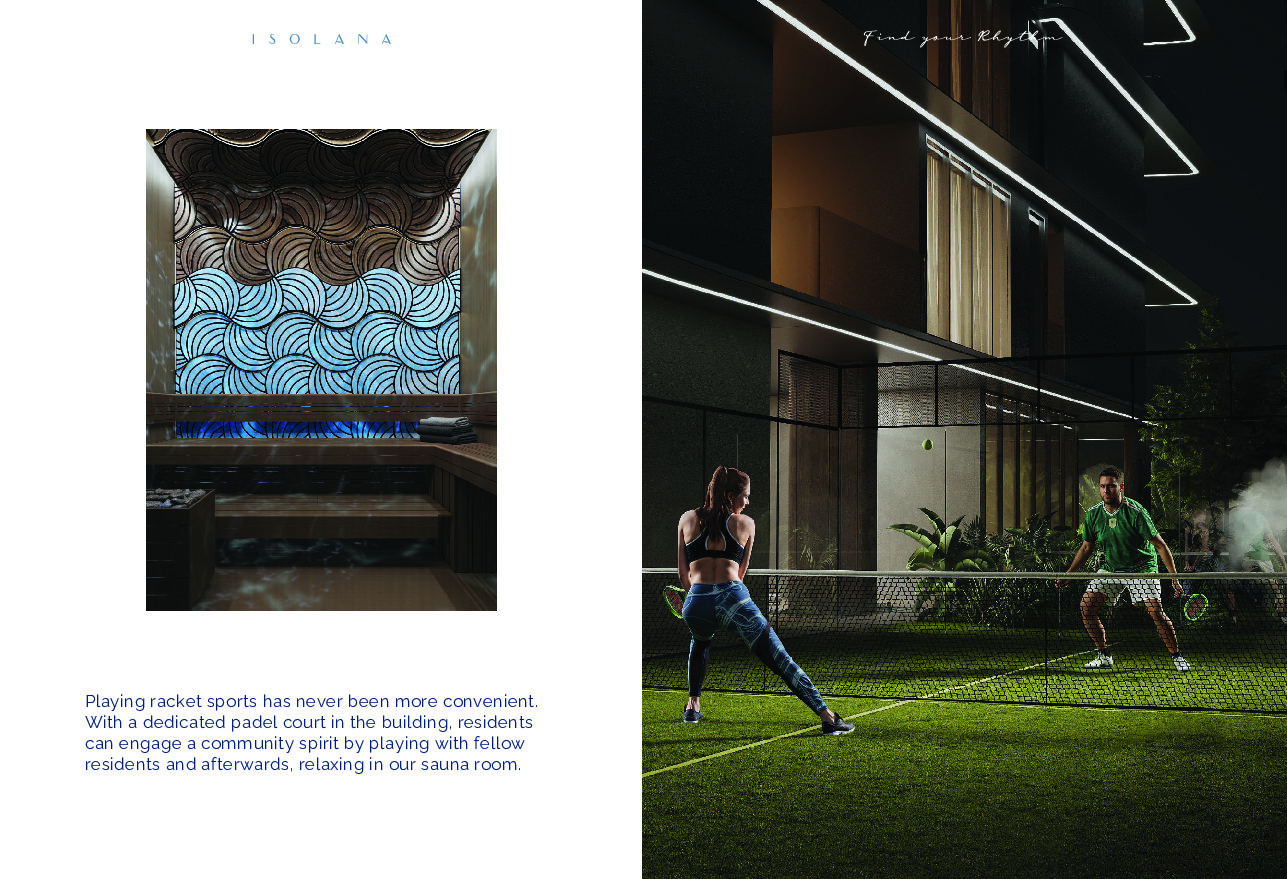 ISOLANA
Find your Rhythm
Playing racket sports has never been more convenient.
With a dedicated padel court in the building, residents
can engage a community spirit by playing with fellow
residents and afterwards, relaxing in our sauna room.